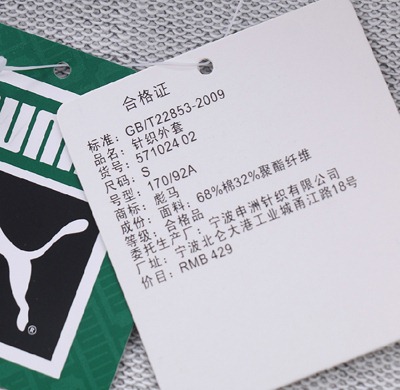 PUMA
®
合格证
标准: GB/T22853-2009
品名: 针织外套
货号: 57102402
尺码: S
号型: 170/92A
商标: 彪马
成份: 面料: 68%棉32%聚酯纤维
等级: 合格品
委托生产厂: 宁波申洲针织有限公司
厂址: 宁波北仑大港工业城甬江路18号
价目: RMB 429